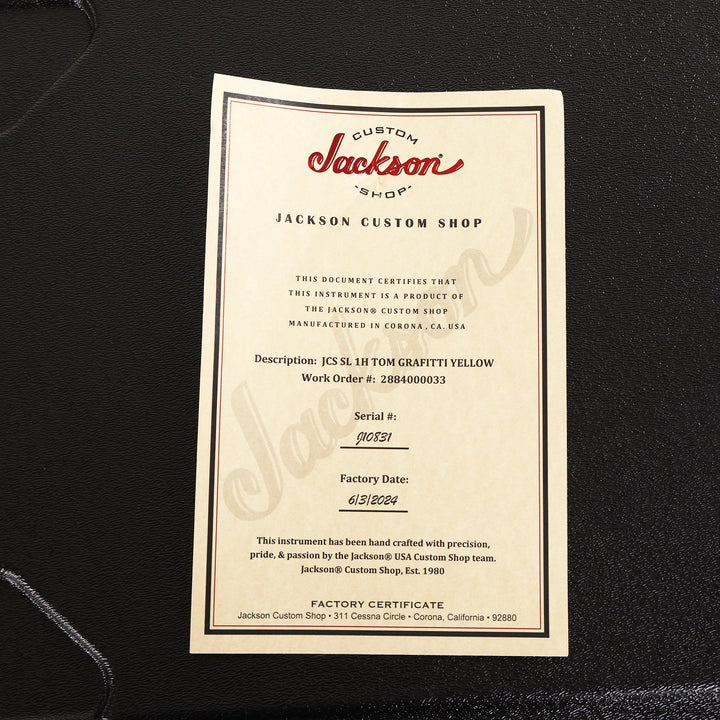 CUSTOM
Jackson®
-SHOP-
JACKSON CUSTOM SHOP
THIS DOCUMENT CERTIFIES THAT
THIS INSTRUMENT IS A PRODUCT OF
THE JACKSON® CUSTOM SHOP
MANUFACTURED IN CORONA, CA. USA
Jackson
Description: JCS SL 1H TOM GRAFITTI YELLOW
Work Order #: 2884000033
Serial #:
J10831
Factory Date:
6/3/2024
This instrument has been hand crafted with precision,
pride, & passion by the Jackson® USA Custom Shop team.
Jackson® Custom Shop, Est. 1980
FACTORY CERTIFICATE
Jackson Custom Shop • 311 Cessna Circle • Corona, California • 92880